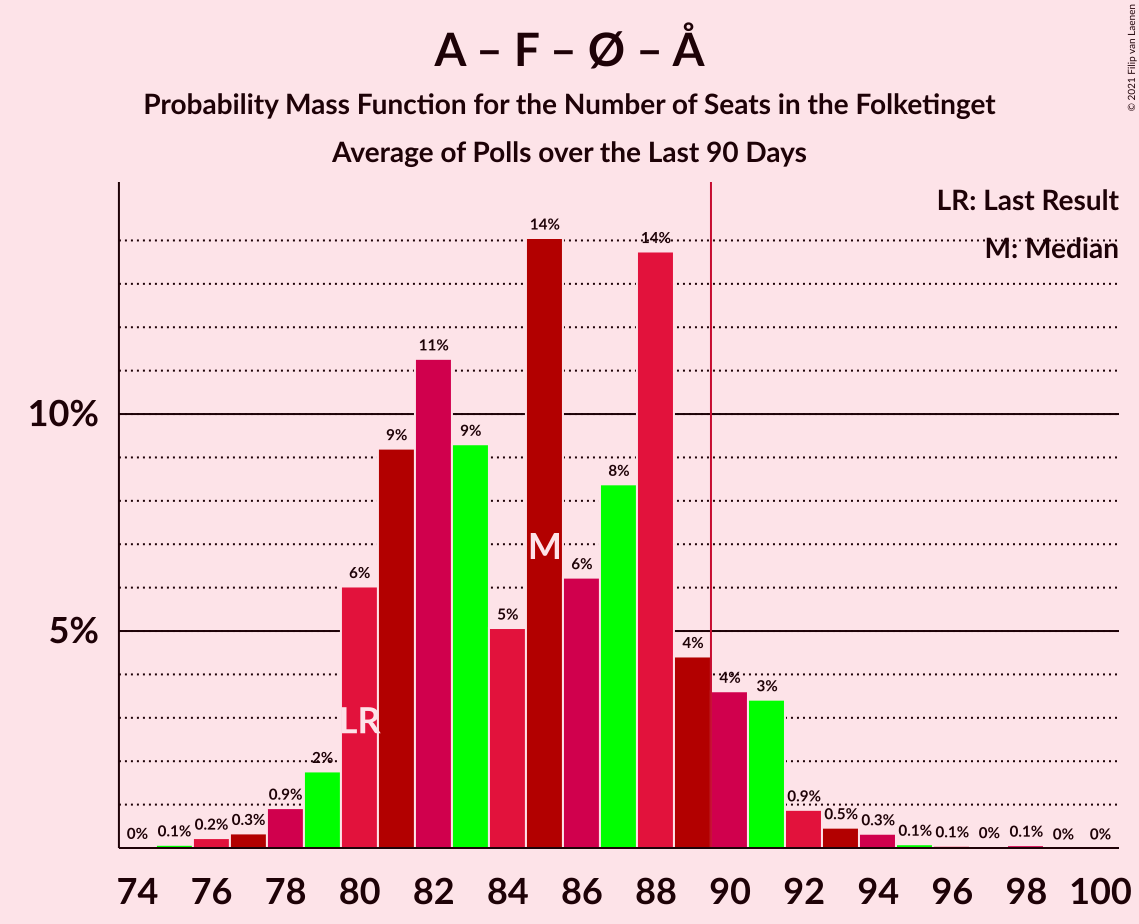 A – F – Ø – Å
Probability Mass Function for the Number of Seats in the Folketinget
Average of Polls over the Last 90 Days
© 2021 Filip van Laenen
LR: Last Result
M: Median
10%
5%
0% 0.1% 0.2% 0.3% 0.9% 2% 6% 9% 11% 9% 5% 14% 6% 8% 14% 4% 4% 3% 0.9% 0.5% 0.3% 0.1% 0.1% 0% 0.1% 0% 0%
LR
M
74 76 78 80 82 84 86 88 90 92 94 96 98 100